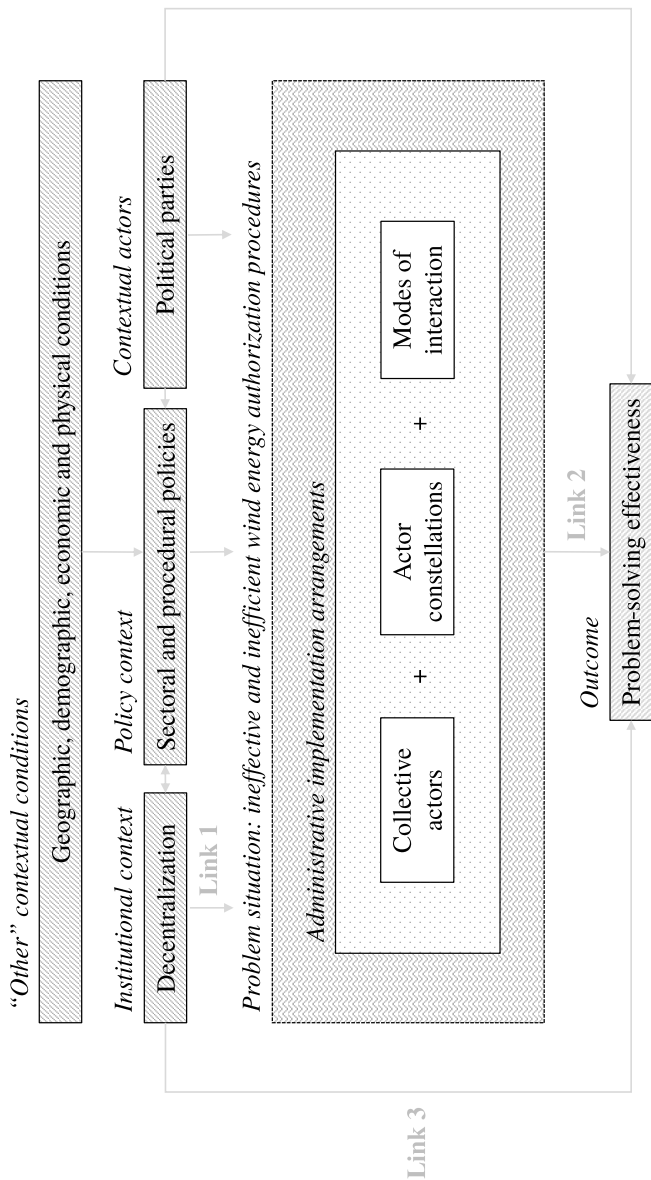 “Other” contextual conditions
Geographic, demographic, economic and physical conditions
Institutional context
Policy context
Contextual actors
Decentralization
Sectoral and procedural policies
Political parties
Link 1
Problem situation: ineffective and inefficient wind energy authorization procedures
Administrative implementation arrangements
Collective
actors
+
Actor
constellations
+
Modes of
interaction
Link 2
Link 3
Outcome
Problem-solving effectiveness